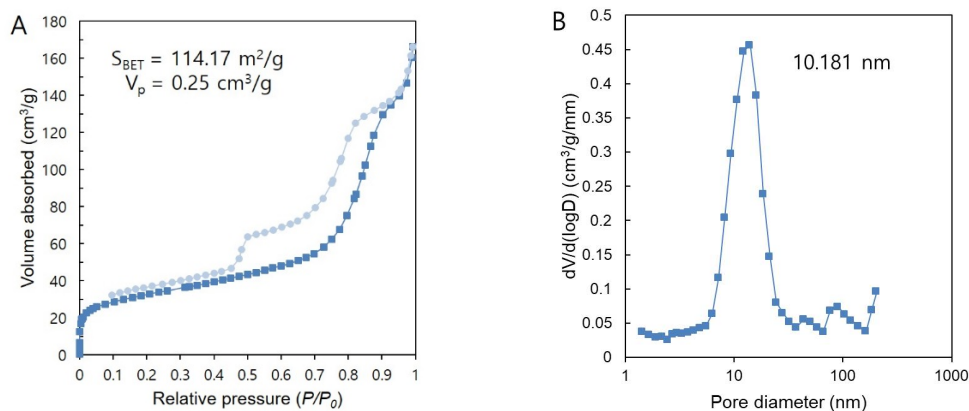 A
S_BET = 114.17 m²/g
V_p = 0.25 cm³/g
Volume absorbed (cm³/g)
180
160
140
120
100
80
60
40
20
0
0 0.1 0.2 0.3 0.4 0.5 0.6 0.7 0.8 0.9 1
Relative pressure (P/P₀)
B
10.181 nm
dV/d(logD) (cm³/g/mm)
0.5
0.45
0.4
0.35
0.3
0.25
0.2
0.15
0.1
0.05
0
1 10 100 1000
Pore diameter (nm)